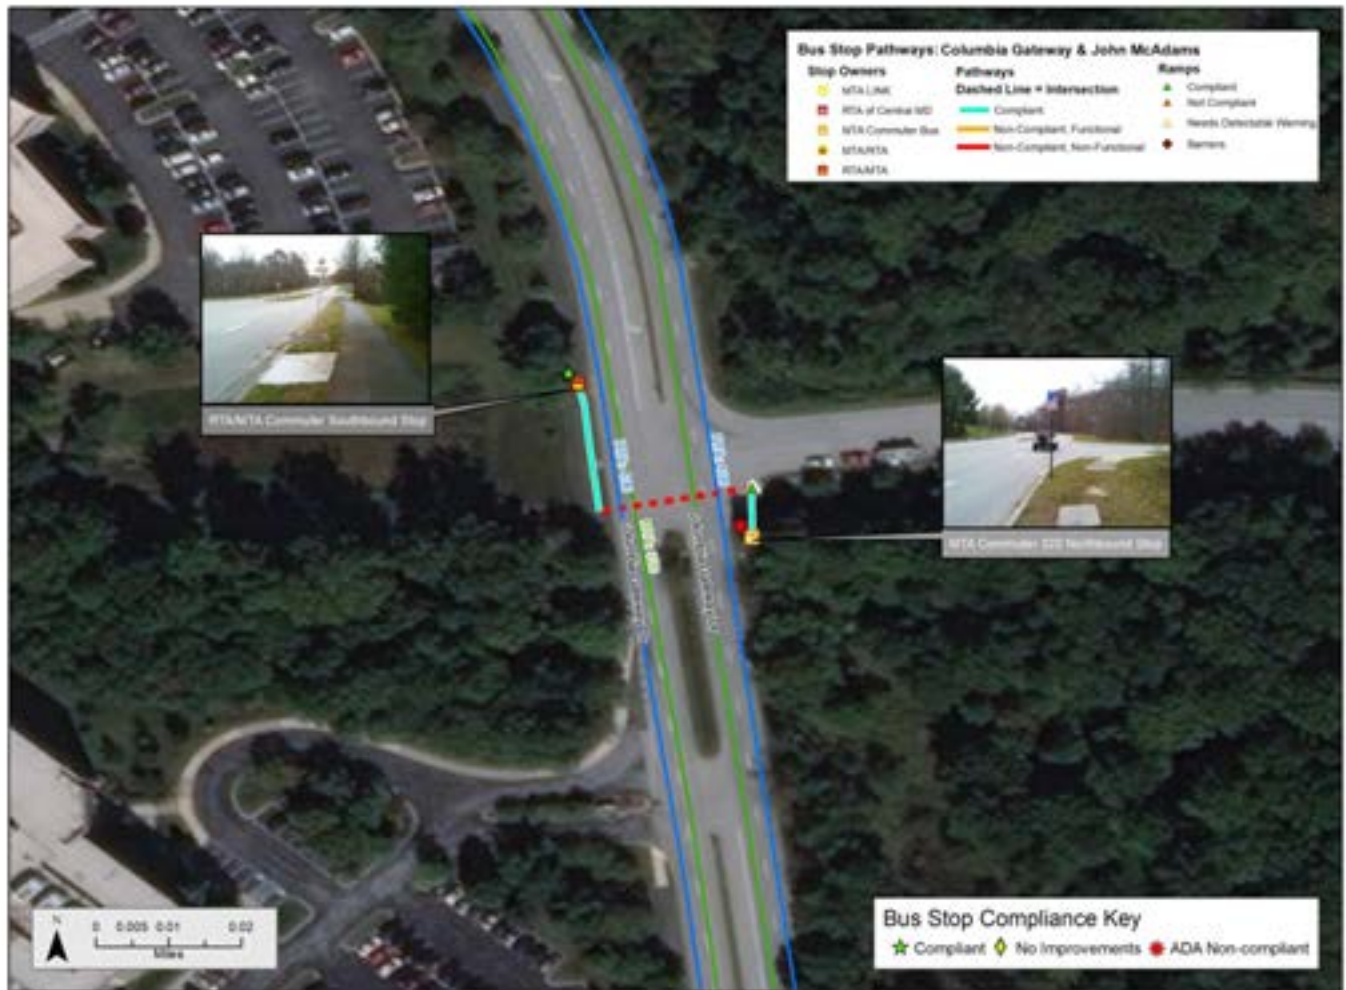 Bus Stop Pathways: Columbia Gateway & John McAdams
Stop Owners
MTA LINK
RTA of Central MD
MTA Commuter Bus
MTA/RTA
RTA/MTA
Pathways
Dashed Line = Intersection
Compliant
Non-Compliant, Functional
Non-Compliant, Non-Functional
Ramps
Compliant
Not Compliant
Needs Detectable Warning
Barriers
RTA/MTA Commuter Southbound Stop
MTA Commuter Northbound Stop
N
0 0.005 0.01 0.02
Miles
Bus Stop Compliance Key
Compliant No Improvements ADA Non-compliant